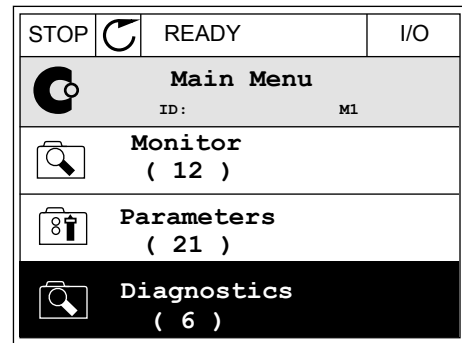 STOP READY I/O
Main Menu
ID: M1
Monitor
( 12 )
Parameters
( 21 )
Diagnostics
( 6 )